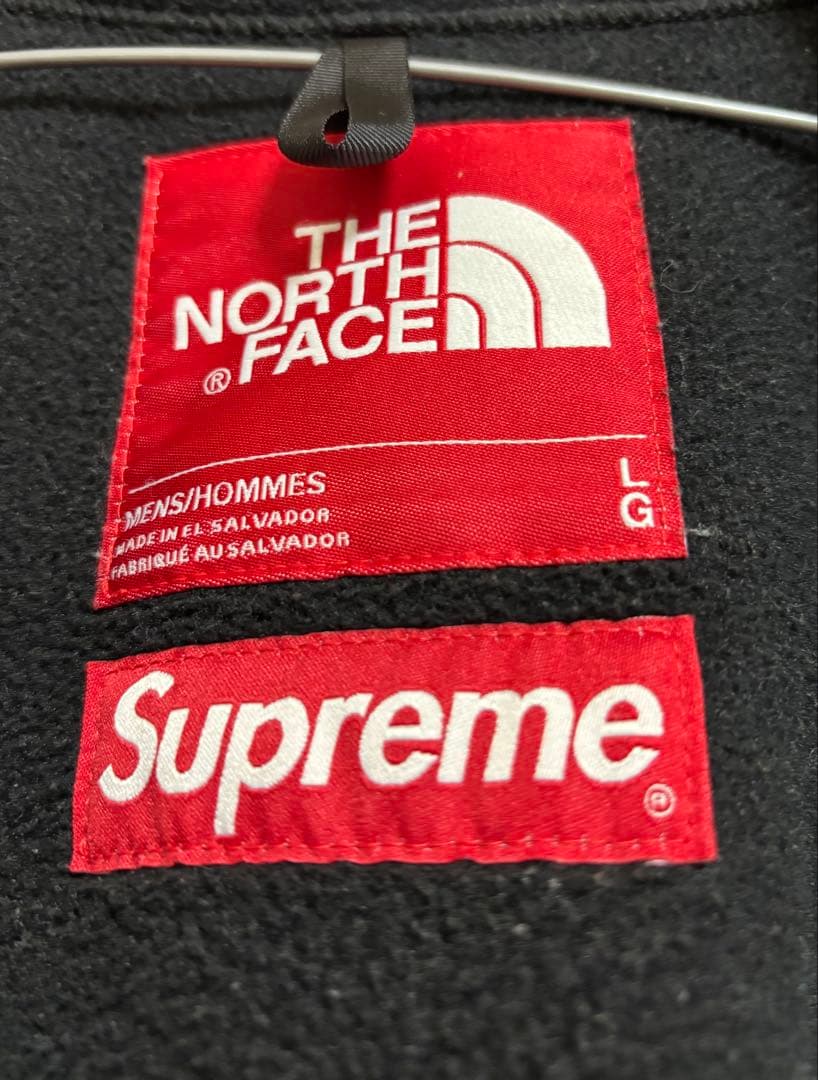 THE
NORTH
® FACE
MENS/HOMMES
MADE IN EL SALVADOR
FABRIQUÉ AU SALVADOR
L
G
Supreme
®